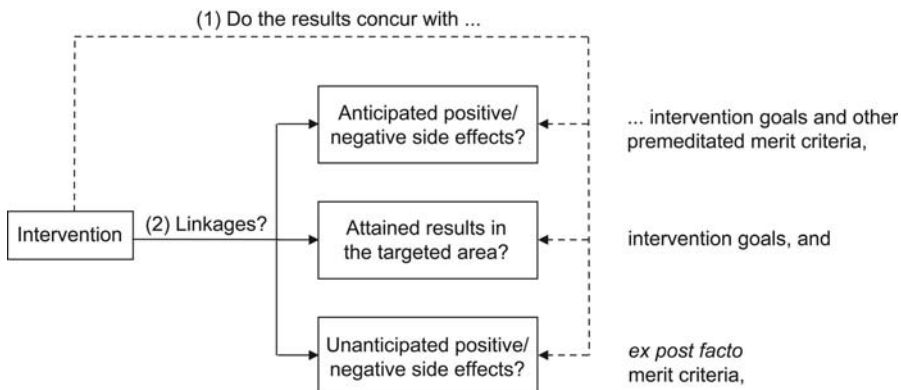 (1) Do the results concur with ...
Anticipated positive/
negative side effects?
... intervention goals and other
premeditated merit criteria,
Intervention
(2) Linkages?
Attained results in
the targeted area?
intervention goals, and
Unanticipated positive/
negative side effects?
ex post facto
merit criteria,